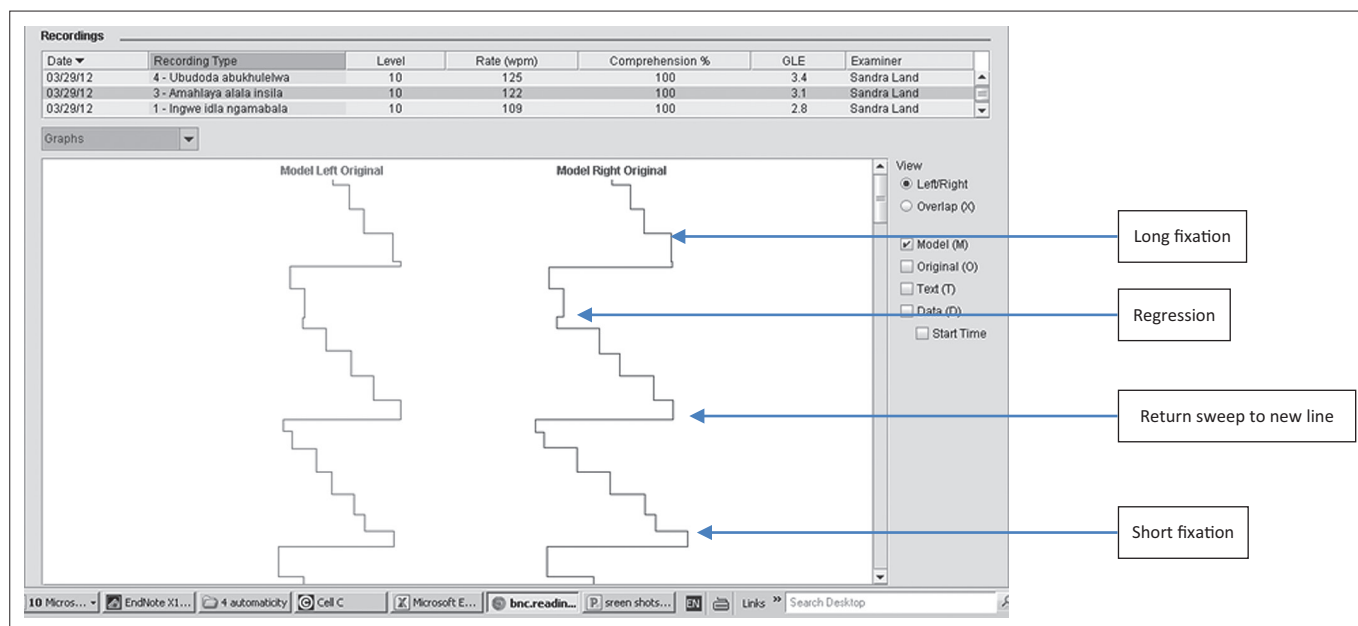 Recordings
Date Recording Type Level Rate (wpm) Comprehension % GLE Examiner
03/29/12 4 - Ubudoda abukhulelwa 10 125 100 3.4 Sandra Land
03/29/12 3 - Amahlaya alala insila 10 122 100 3.1 Sandra Land
03/29/12 1 - Ingwe idla ngamabala 10 109 100 2.8 Sandra Land
Graphs
Model Left Original Model Right Original
View
Left/Right
Overlap (X)
Model (M)
Original (O)
Text (T)
Data (D)
Start Time
Long fixation
Regression
Return sweep to new line
Short fixation
10 Micros... EndNote X1... 4 automaticity Cell C Microsoft E... bnc.readin... sreen shots... EN Links » Search Desktop